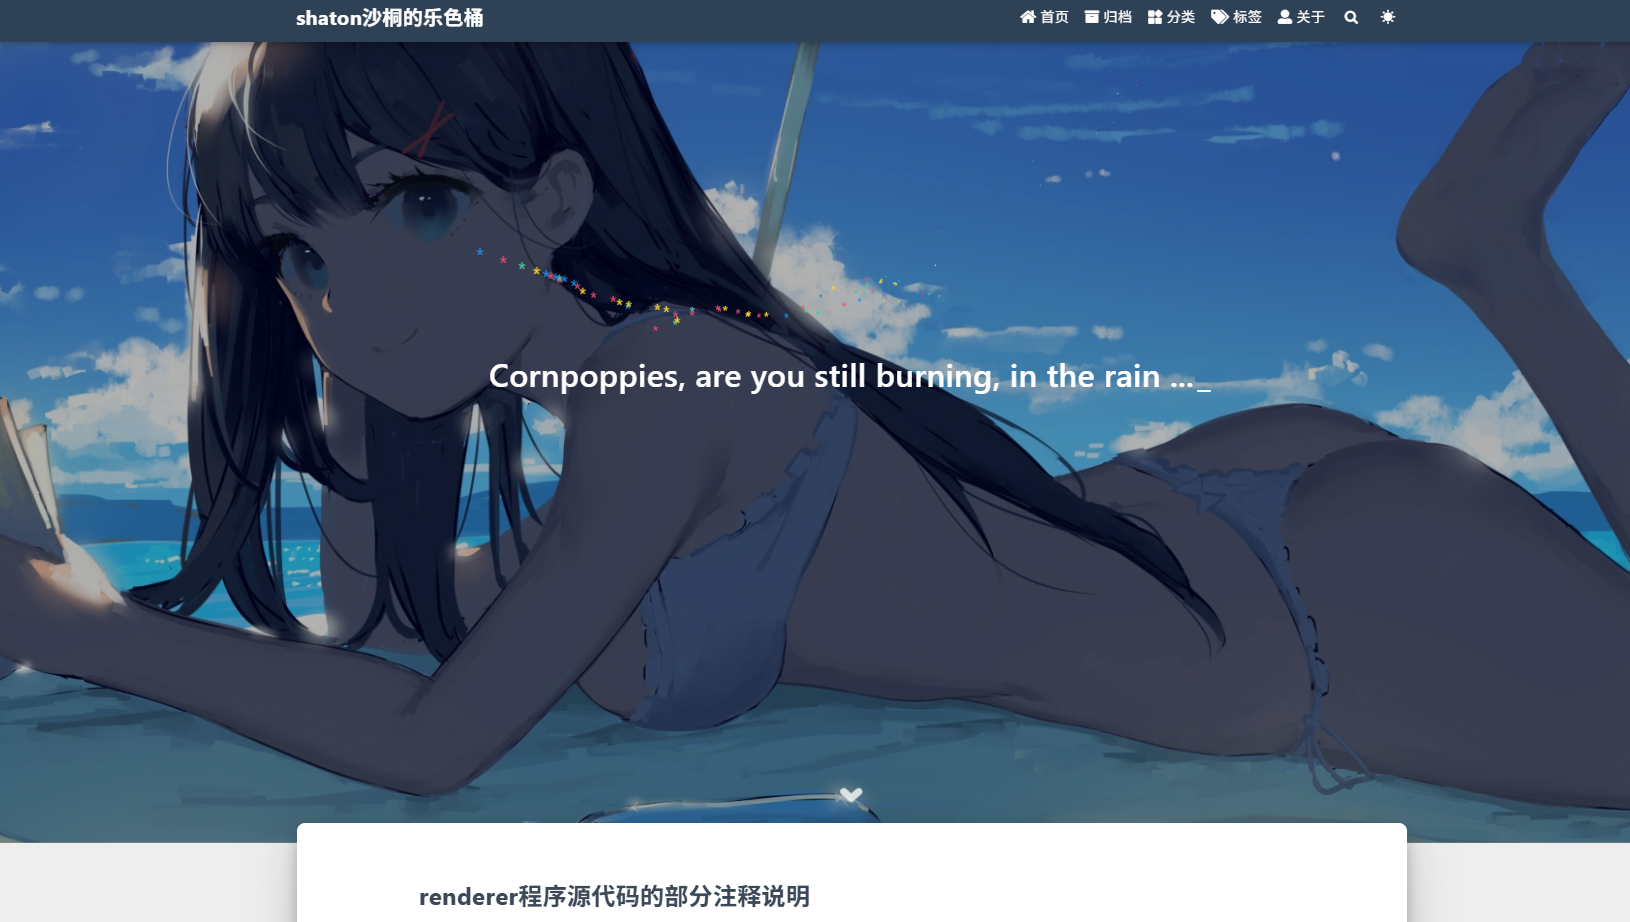 shaton沙桐的乐色桶
首页 归档 分类 标签 关于
Cornpoppies, are you still burning, in the rain ..._
renderer程序源代码的部分注释说明